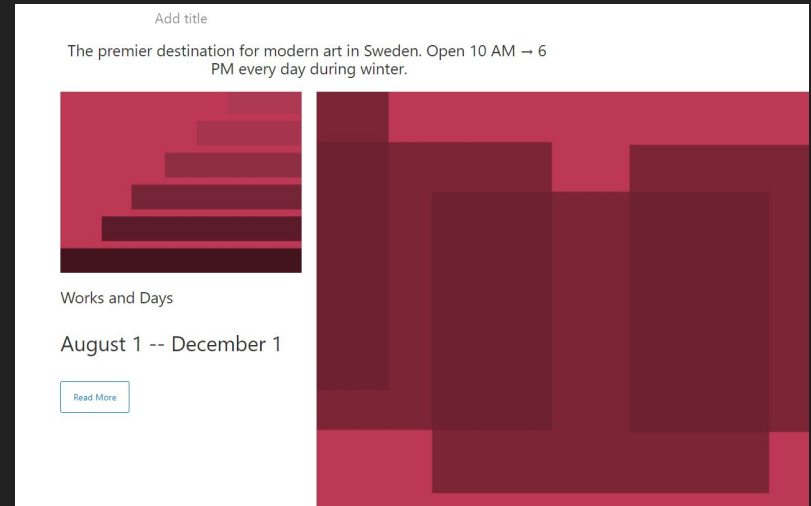 Add title
The premier destination for modern art in Sweden. Open 10 AM → 6
PM every day during winter.
Works and Days
August 1 -- December 1
Read More